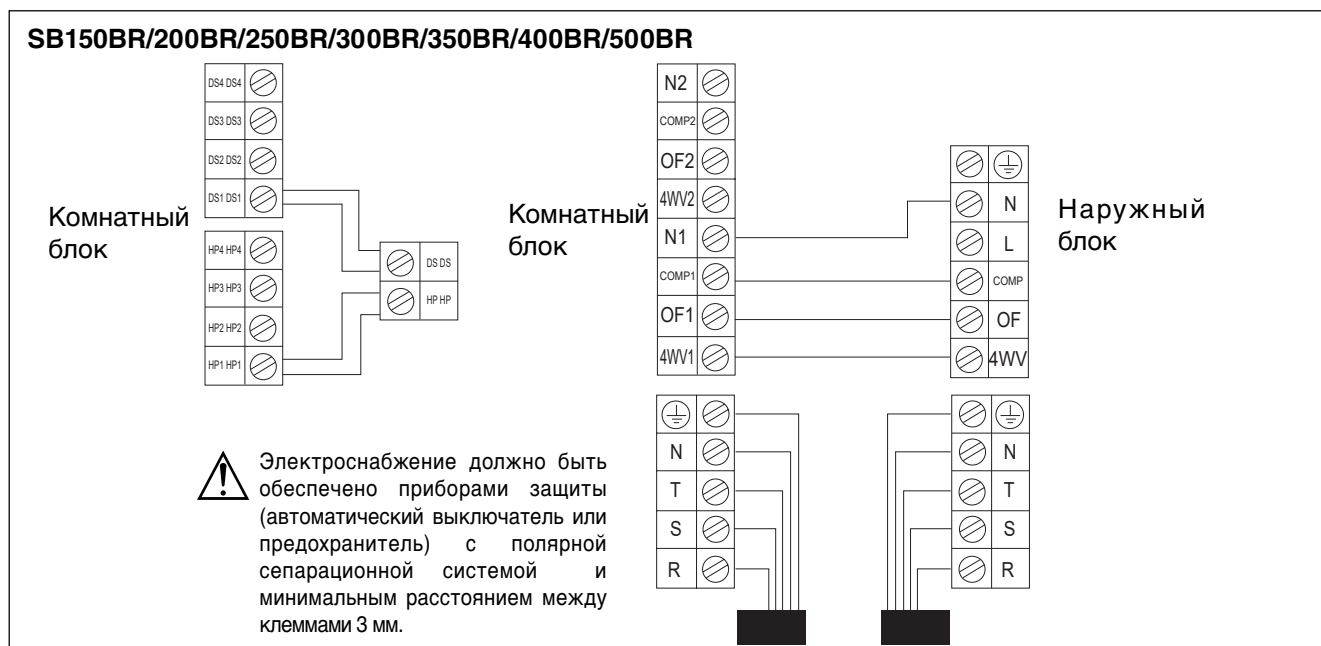 SB150BR/200BR/250BR/300BR/350BR/400BR/500BR
DS4 DS4
DS3 DS3
DS2 DS2
DS1 DS1
Комнатный
блок
HP4 HP4
HP3 HP3
HP2 HP2
HP1 HP1
DS DS
HP HP
N2
COMP2
OF2
4WV2
Комнатный
блок
N1
COMP1
OF1
4WV1
N
L
COMP
OF
4WV
Наружный
блок
N
T
S
R
N
T
S
R
Электроснабжение должно быть
обеспечено приборами защиты
(автоматический выключатель или
предохранитель) с полярной
сепарационной системой и
минимальным расстоянием между
клеммами 3 мм.